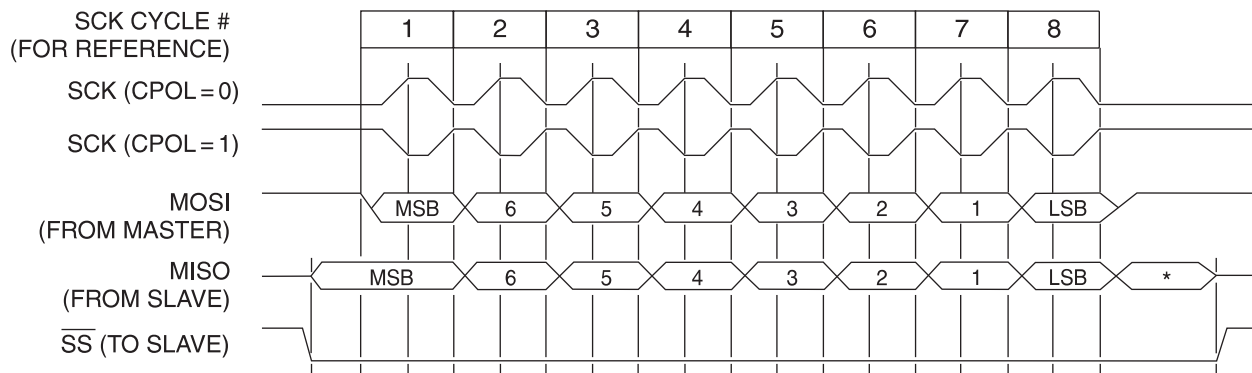 SCK CYCLE #
(FOR REFERENCE)
1 2 3 4 5 6 7 8
SCK (CPOL = 0)
SCK (CPOL = 1)
MOSI
(FROM MASTER)
MSB 6 5 4 3 2 1 LSB
MISO
(FROM SLAVE)
MSB 6 5 4 3 2 1 LSB *
S̅S̅ (TO SLAVE)